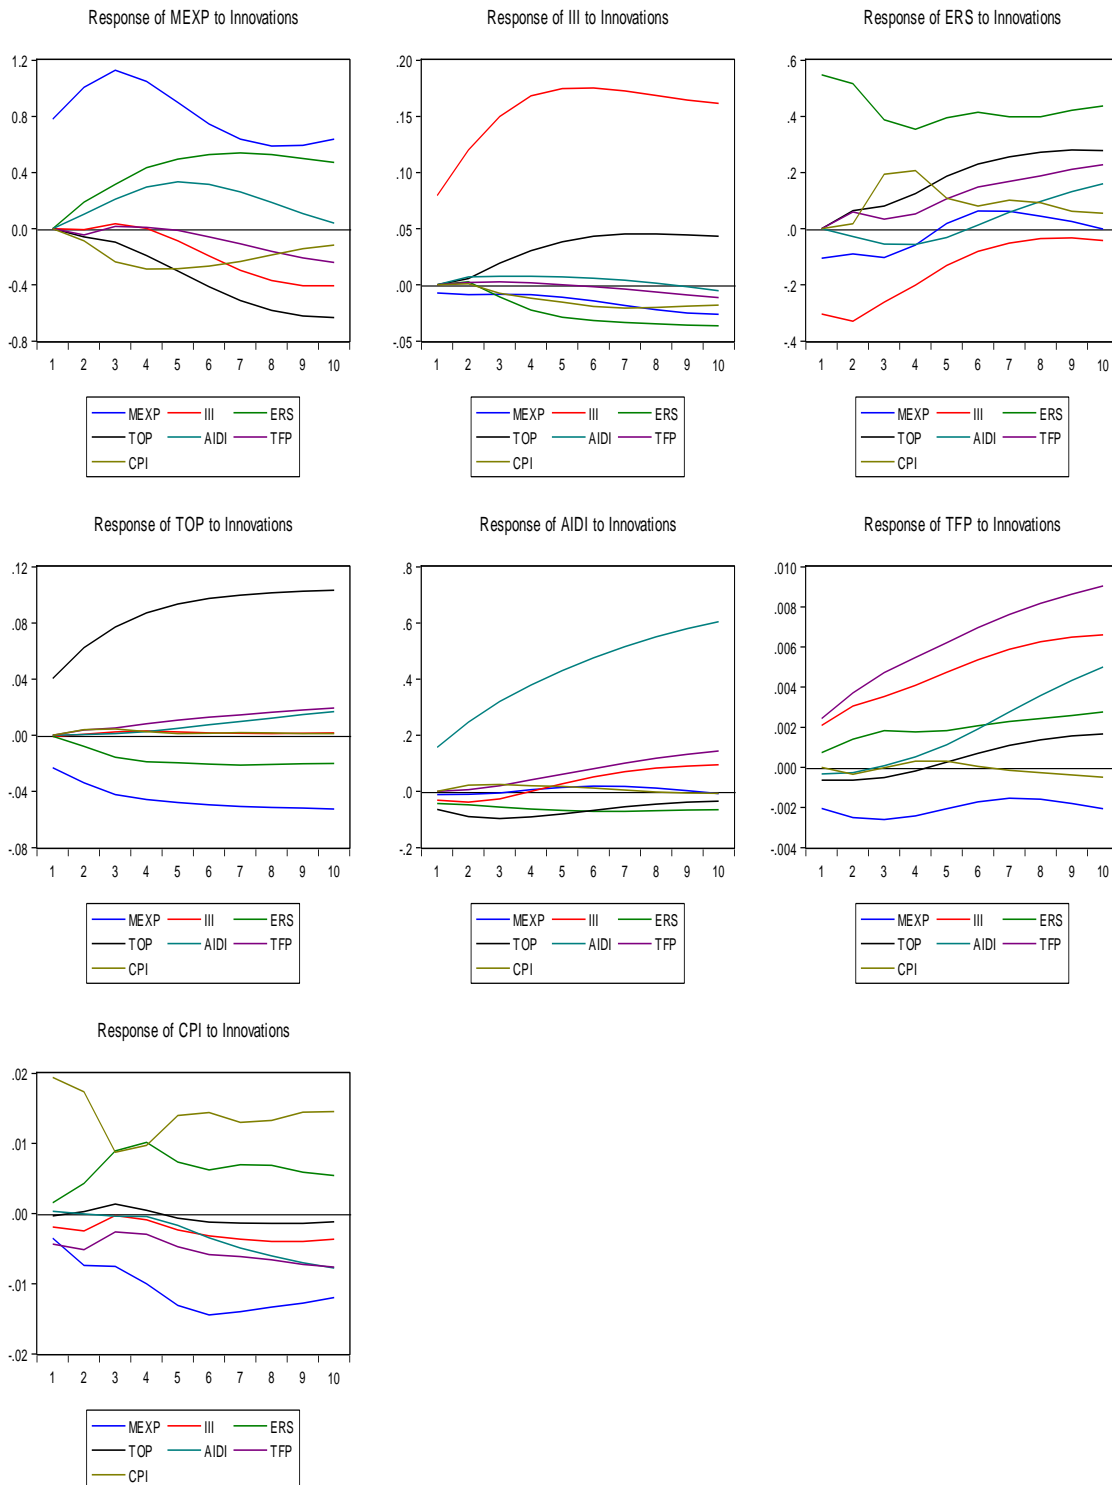 Response of MEXP to Innovations
1.2
0.8
0.4
0.0
-0.4
-0.8
1 2 3 4 5 6 7 8 9 10
MEXP III ERS
TOP AIDI TFP
CPI
Response of III to Innovations
.20
.15
.10
.05
.00
-.05
1 2 3 4 5 6 7 8 9 10
MEXP III ERS
TOP AIDI TFP
CPI
Response of ERS to Innovations
.6
.4
.2
.0
-.2
-.4
1 2 3 4 5 6 7 8 9 10
MEXP III ERS
TOP AIDI TFP
CPI
Response of TOP to Innovations
.12
.08
.04
.00
-.04
-.08
1 2 3 4 5 6 7 8 9 10
MEXP III ERS
TOP AIDI TFP
CPI
Response of AIDI to Innovations
.8
.6
.4
.2
.0
-.2
1 2 3 4 5 6 7 8 9 10
MEXP III ERS
TOP AIDI TFP
CPI
Response of TFP to Innovations
.010
.008
.006
.004
.002
.000
-.002
-.004
1 2 3 4 5 6 7 8 9 10
MEXP III ERS
TOP AIDI TFP
CPI
Response of CPI to Innovations
.02
.01
.00
-.01
-.02
1 2 3 4 5 6 7 8 9 10
MEXP III ERS
TOP AIDI TFP
CPI